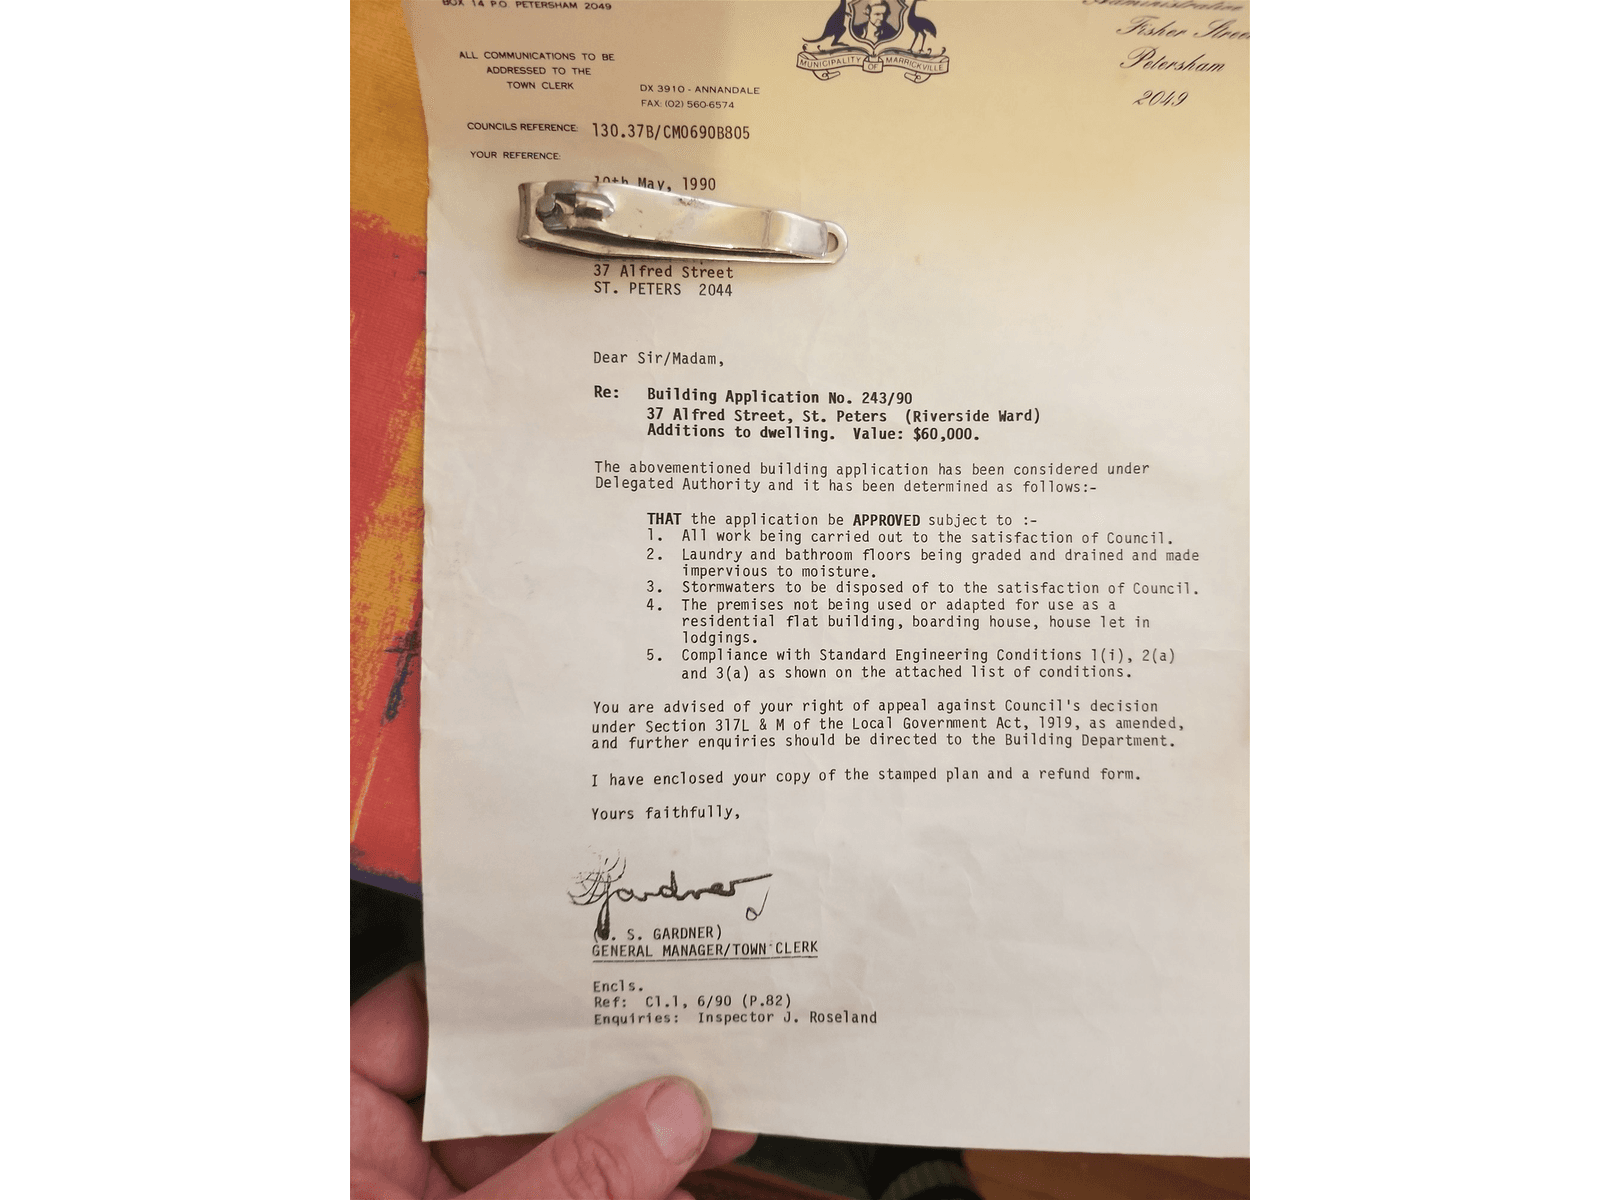 BOX 14 P.O. PETERSHAM 2049
ALL COMMUNICATIONS TO BE
ADDRESSED TO THE
TOWN CLERK
DX 3910 - ANNANDALE
FAX: (02) 560-6574
MUNICIPALITY OF MARRICKVILLE
Administrative
Fisher Street
Petersham
2049
COUNCILS REFERENCE: 130.37B/CM0690B805
YOUR REFERENCE:
10th May, 1990
37 Alfred Street
ST. PETERS 2044
Dear Sir/Madam,
Re: Building Application No. 243/90
37 Alfred Street, St. Peters (Riverside Ward)
Additions to dwelling. Value: $60,000.
The abovementioned building application has been considered under
Delegated Authority and it has been determined as follows:-
THAT the application be APPROVED subject to :-
1. All work being carried out to the satisfaction of Council.
2. Laundry and bathroom floors being graded and drained and made
impervious to moisture.
3. Stormwaters to be disposed of to the satisfaction of Council.
4. The premises not being used or adapted for use as a
residential flat building, boarding house, house let in
lodgings.
5. Compliance with Standard Engineering Conditions 1(i), 2(a)
and 3(a) as shown on the attached list of conditions.
You are advised of your right of appeal against Council's decision
under Section 317L & M of the Local Government Act, 1919, as amended,
and further enquiries should be directed to the Building Department.
I have enclosed your copy of the stamped plan and a refund form.
Yours faithfully,
Gardner
S. GARDNER)
GENERAL MANAGER/TOWN CLERK
Encls.
Ref: C1.1, 6/90 (P.82)
Enquiries: Inspector J. Roseland